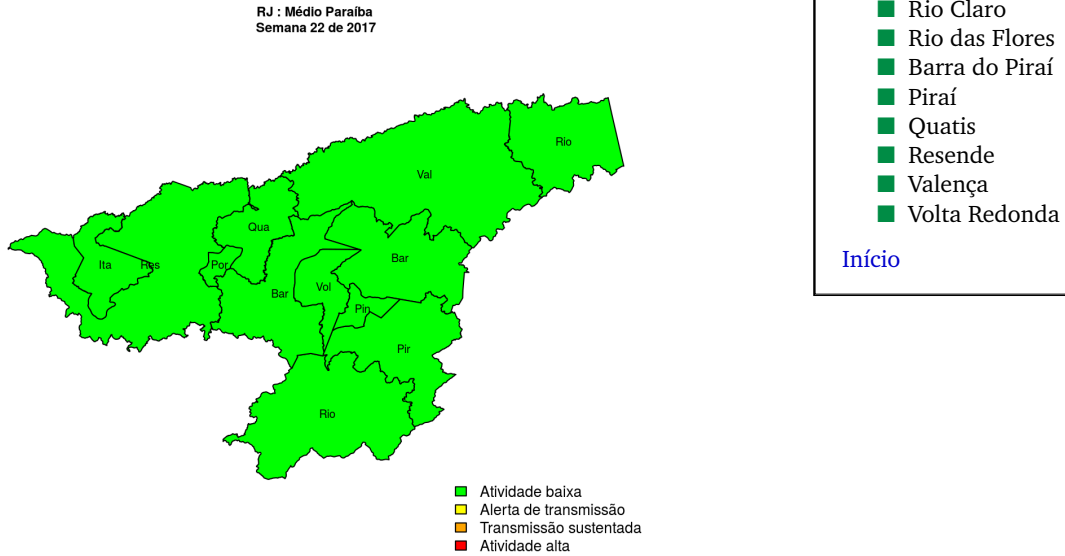 RJ : Médio Paraíba
Semana 22 de 2017
Rio
Val
Qua
Ita
Res
Por
Bar
Bar
Vol
Pin
Pir
Rio
Atividade baixa
Alerta de transmissão
Transmissão sustentada
Atividade alta
Rio Claro
Rio das Flores
Barra do Piraí
Piraí
Quatis
Resende
Valença
Volta Redonda
Início